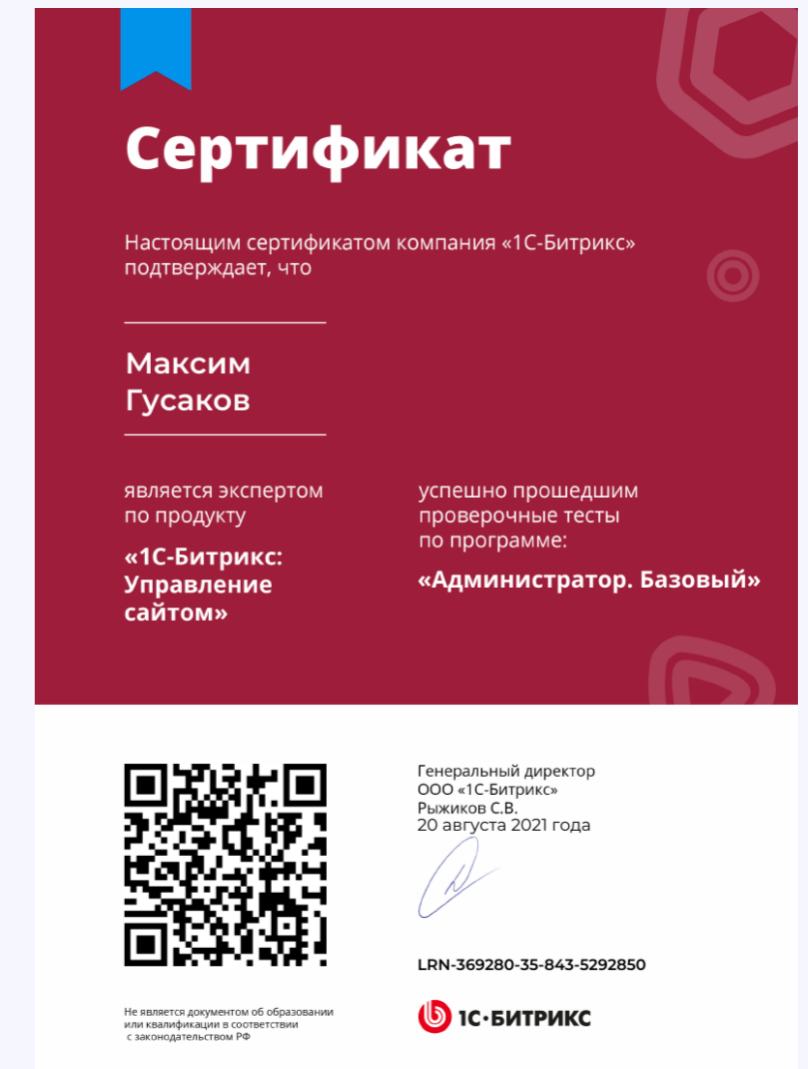 Сертификат
Настоящим сертификатом компания «1С-Битрикс»
подтверждает, что
Максим
Гусаков
является экспертом
по продукту
«1С-Битрикс:
Управление
сайтом»
успешно прошедшим
проверочные тесты
по программе:
«Администратор. Базовый»
Генеральный директор
ООО «1С-Битрикс»
Рыжиков С.В.
20 августа 2021 года
LRN-369280-35-843-5292850
Не является документом об образовании
или квалификации в соответствии
с законодательством РФ
1С·БИТРИКС